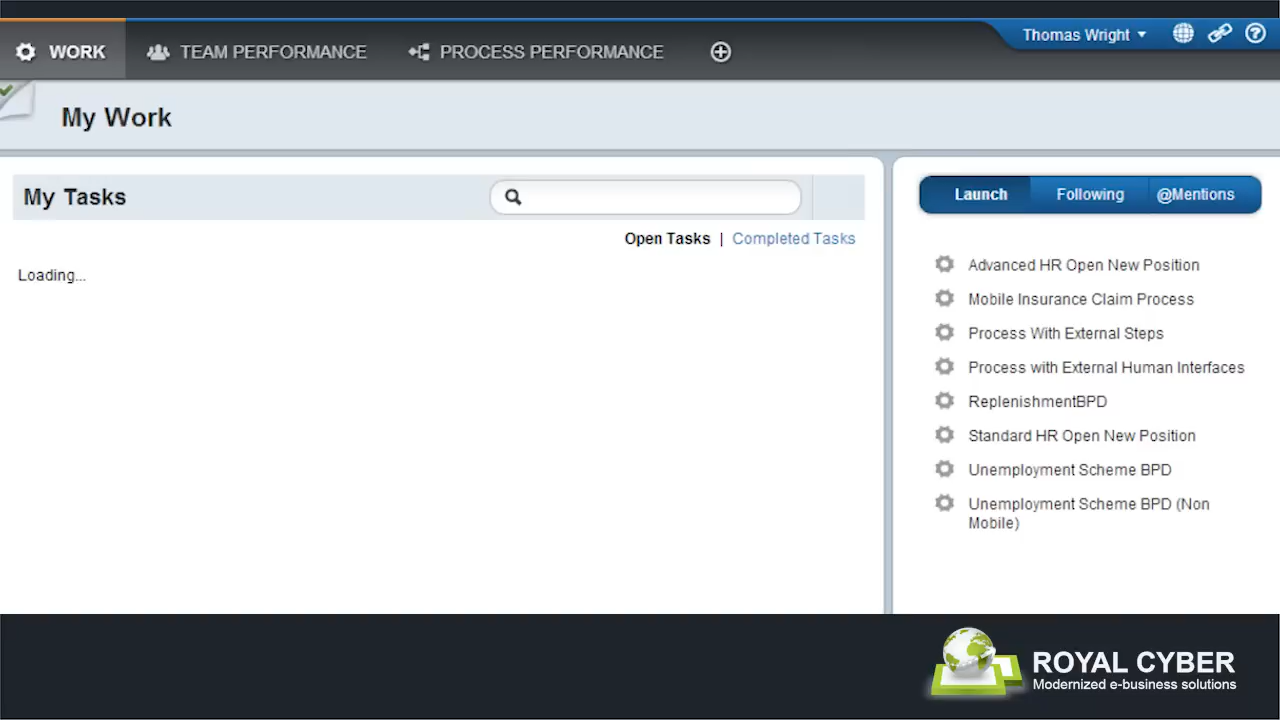 WORK
TEAM PERFORMANCE
PROCESS PERFORMANCE
Thomas Wright
My Work
My Tasks
Open Tasks | Completed Tasks
Loading...
Launch
Following
@Mentions
Advanced HR Open New Position
Mobile Insurance Claim Process
Process With External Steps
Process with External Human Interfaces
ReplenishmentBPD
Standard HR Open New Position
Unemployment Scheme BPD
Unemployment Scheme BPD (Non
Mobile)
ROYAL CYBER
Modernized e-business solutions